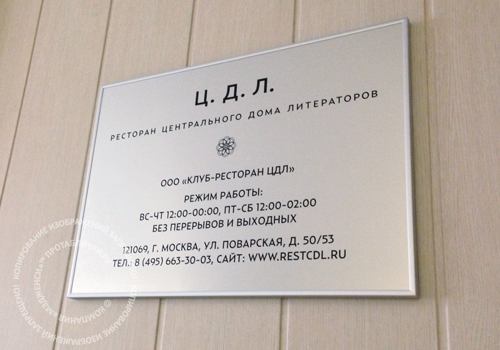 Ц. Д. Л.
РЕСТОРАН ЦЕНТРАЛЬНОГО ДОМА ЛИТЕРАТОРОВ
ООО «КЛУБ-РЕСТОРАН ЦДЛ»
РЕЖИМ РАБОТЫ:
ВС-ЧТ 12:00-00:00, ПТ-СБ 12:00-02:00
БЕЗ ПЕРЕРЫВОВ И ВЫХОДНЫХ
121069, Г. МОСКВА, УЛ. ПОВАРСКАЯ, Д. 50/53
ТЕЛ.: 8 (495) 663-30-03, САЙТ: WWW.RESTCDL.RU